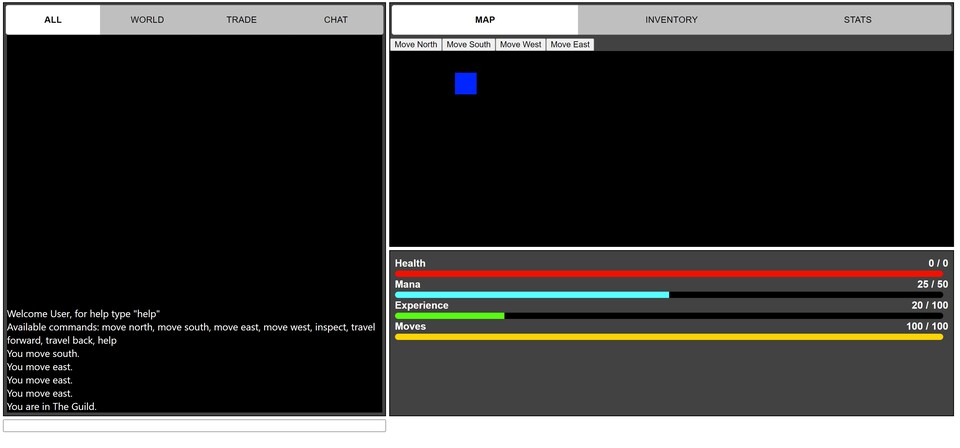 ALL WORLD TRADE CHAT
MAP INVENTORY STATS
Move North Move South Move West Move East
Welcome User, for help type "help"
Available commands: move north, move south, move east, move west, inspect, travel
forward, travel back, help
You move south.
You move east.
You move east.
You move east.
You are in The Guild.
Health 0 / 0
Mana 25 / 50
Experience 20 / 100
Moves 100 / 100